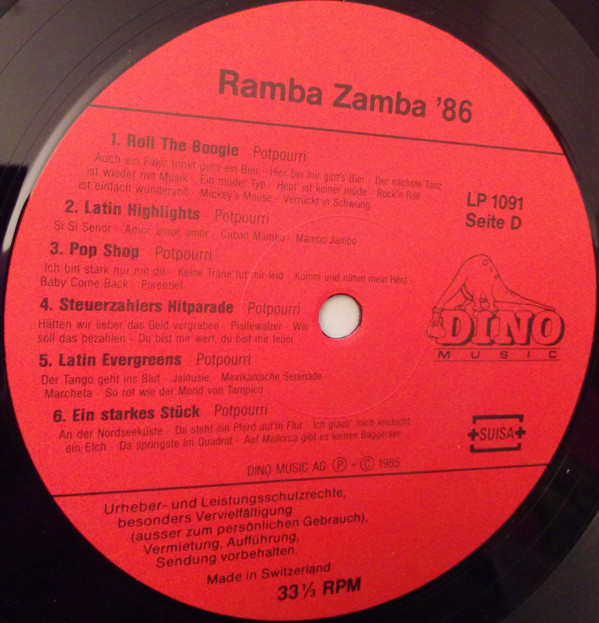 Ramba Zamba '86
1. Roll The Boogie Potpourri
Auch ein Fakir trinkt gern ein Bier · Hier bei mir gibt's Bier · Der nächste Tanz
ist wieder mit Musik · Ein müder Typ · Heut' ist keiner müde · Rock'n Roll
ist einfach wundervoll · Mickey's Mouse · Verrückt in Schwung
2. Latin Highlights Potpourri
Si Si Senor · Amor, amor, amor · Cuban Mambo · Mambo Jambo
3. Pop Shop Potpourri
Ich bin stark nur mit dir · Keine Träne tut mir leid · Komm und nimm mein Herz ·
Baby Come Back · Parentief
4. Steuerzahlers Hitparade Potpourri
Hätten wir lieber das Geld vergraben · Pleitewalzer · Wer
soll das bezahlen · Du bist mir wert, du bist mir teuer
5. Latin Evergreens Potpourri
Der Tango geht ins Blut · Jalousie · Mexikanische Serenade ·
Marcheta · So rot wie der Mond von Tampico
6. Ein starkes Stück Potpourri
An der Nordseeküste · Da steht ein Pferd auf'm Flur · Ich glaub' mich knutscht
ein Elch · Da springste im Quadrat · Auf Mallorca gibt es keinen Baggersee
LP 1091
Seite D
DINO
MUSIC
+SUISA+
DINO MUSIC AG Ⓟ + Ⓒ 1985
Urheber- und Leistungsschutzrechte,
besonders Vervielfältigung
(ausser zum persönlichen Gebrauch),
Vermietung, Aufführung,
Sendung vorbehalten.
Made in Switzerland
33⅓ RPM